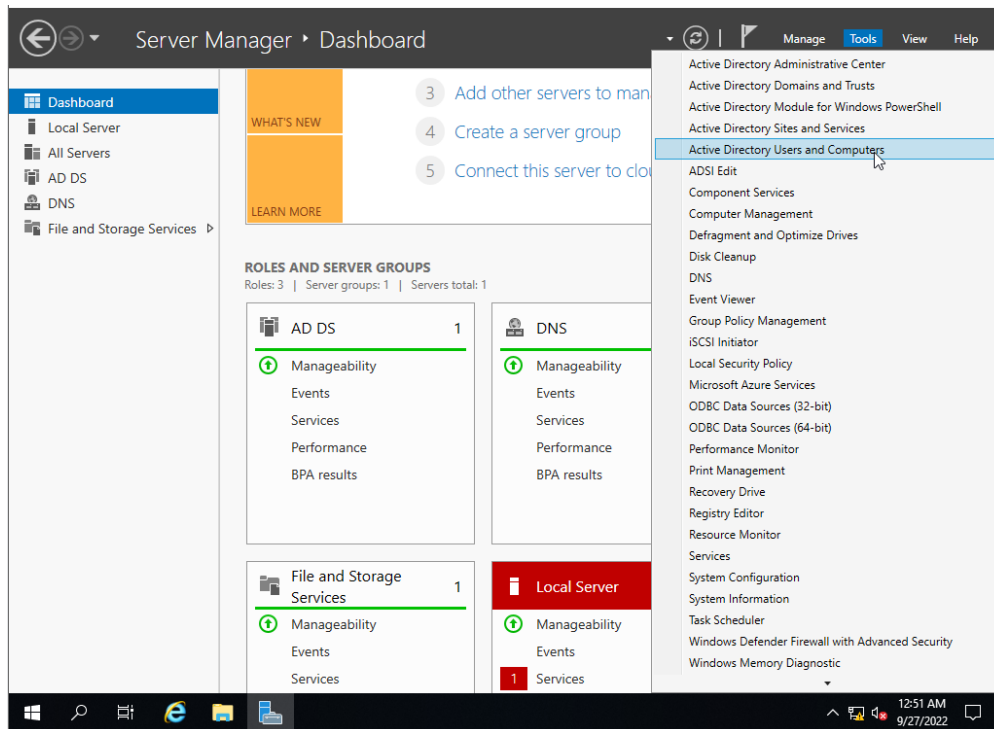 Server Manager ‣ Dashboard
Manage
Tools
View
Help
Dashboard
Local Server
All Servers
AD DS
DNS
File and Storage Services
WHAT'S NEW
LEARN MORE
3 Add other servers to man
4 Create a server group
5 Connect this server to clou
ROLES AND SERVER GROUPS
Roles: 3 | Server groups: 1 | Servers total: 1
AD DS 1
Manageability
Events
Services
Performance
BPA results
DNS
Manageability
Events
Services
Performance
BPA results
File and Storage
Services
1
Manageability
Events
Services
Local Server
Manageability
Events
1 Services
Active Directory Administrative Center
Active Directory Domains and Trusts
Active Directory Module for Windows PowerShell
Active Directory Sites and Services
Active Directory Users and Computers
ADSI Edit
Component Services
Computer Management
Defragment and Optimize Drives
Disk Cleanup
DNS
Event Viewer
Group Policy Management
iSCSI Initiator
Local Security Policy
Microsoft Azure Services
ODBC Data Sources (32-bit)
ODBC Data Sources (64-bit)
Performance Monitor
Print Management
Recovery Drive
Registry Editor
Resource Monitor
Services
System Configuration
System Information
Task Scheduler
Windows Defender Firewall with Advanced Security
Windows Memory Diagnostic
12:51 AM
9/27/2022